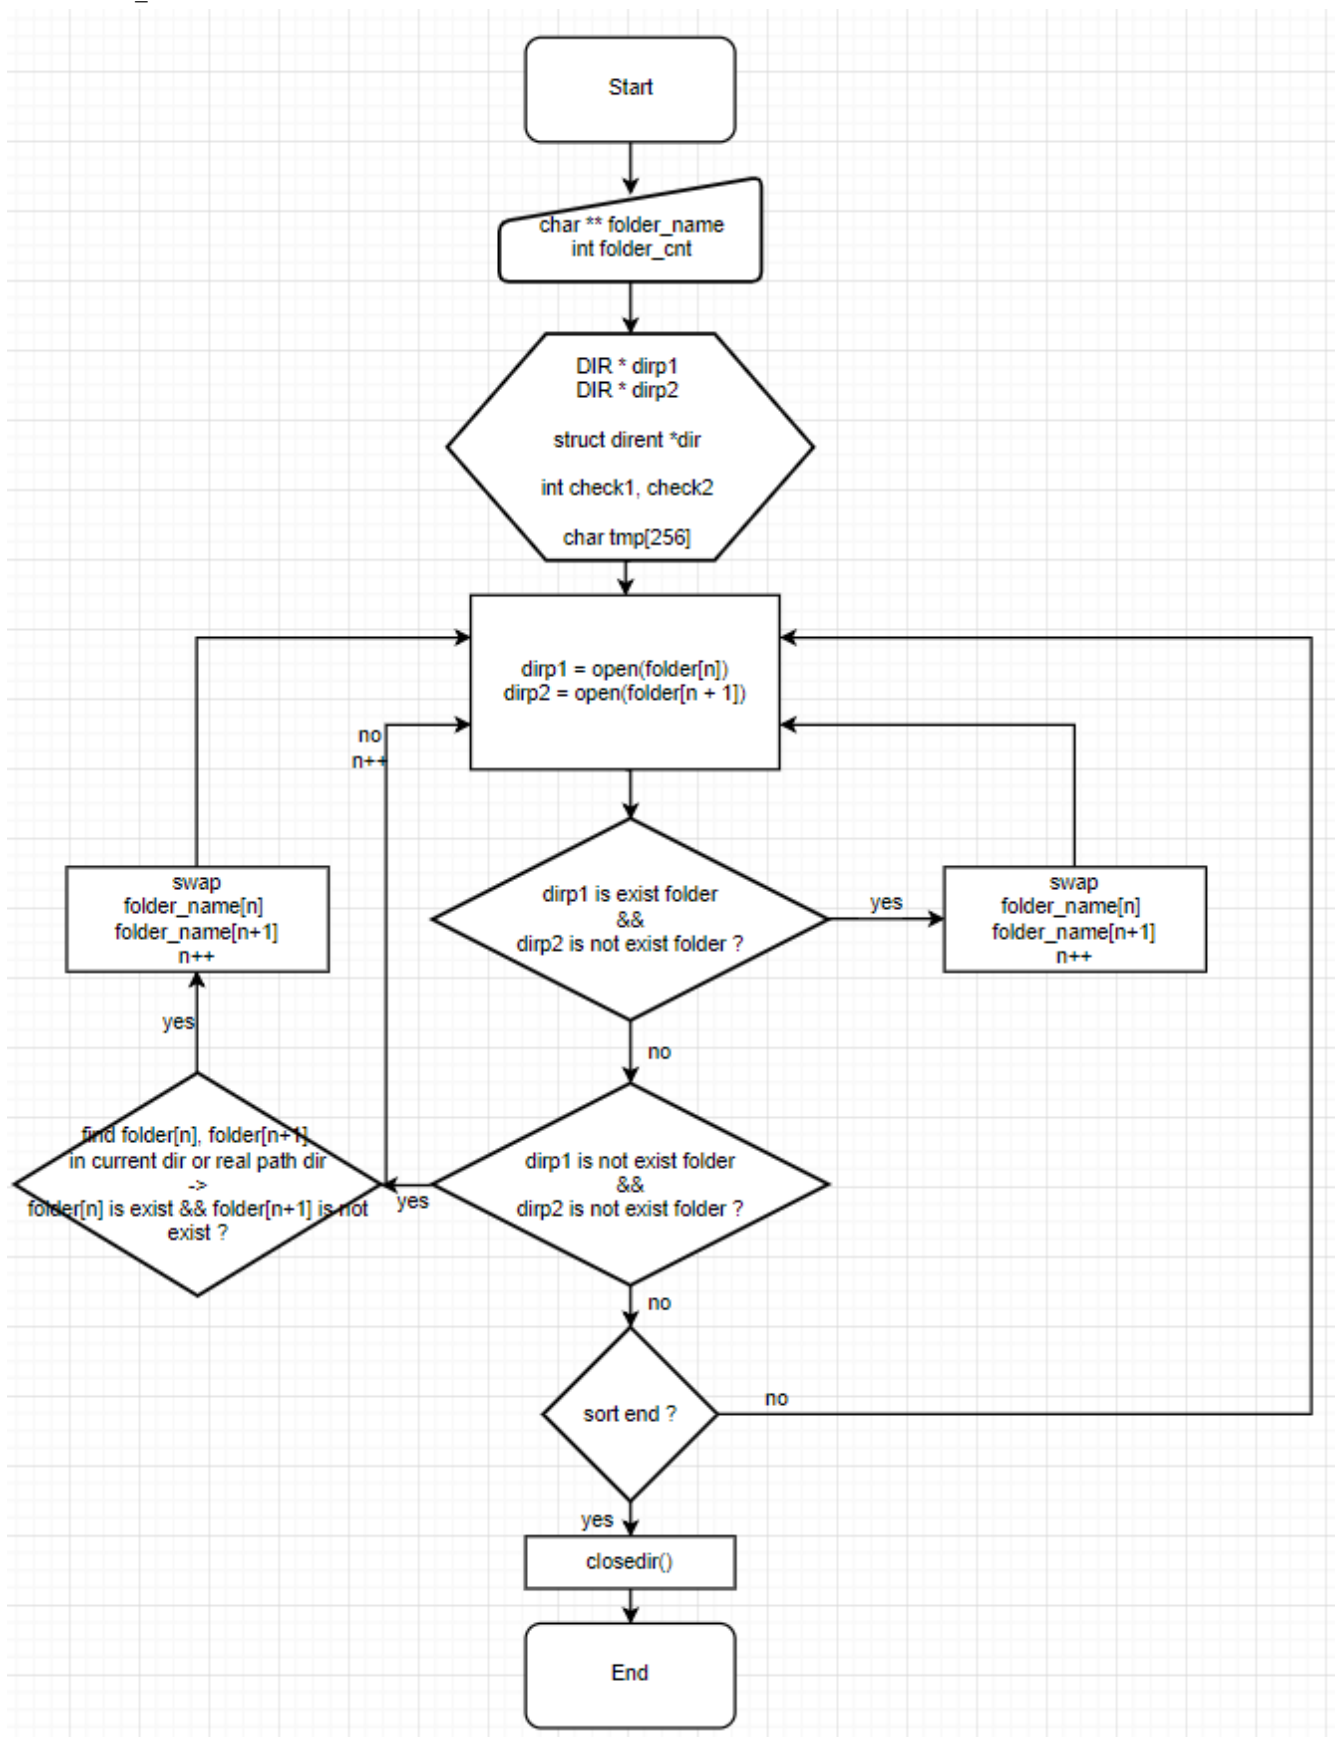 Start
char ** folder_name
int folder_cnt
DIR * dirp1
DIR * dirp2
struct dirent *dir
int check1, check2
char tmp[256]
dirp1 = open(folder[n])
dirp2 = open(folder[n + 1])
no
n++
swap
folder_name[n]
folder_name[n+1]
n++
dirp1 is exist folder
&&
dirp2 is not exist folder ?
yes
swap
folder_name[n]
folder_name[n+1]
n++
yes
no
find folder[n], folder[n+1]
in current dir or real path dir
->
folder[n] is exist && folder[n+1] is not
exist ?
yes
dirp1 is not exist folder
&&
dirp2 is not exist folder ?
no
sort end ?
no
yes
closedir()
End